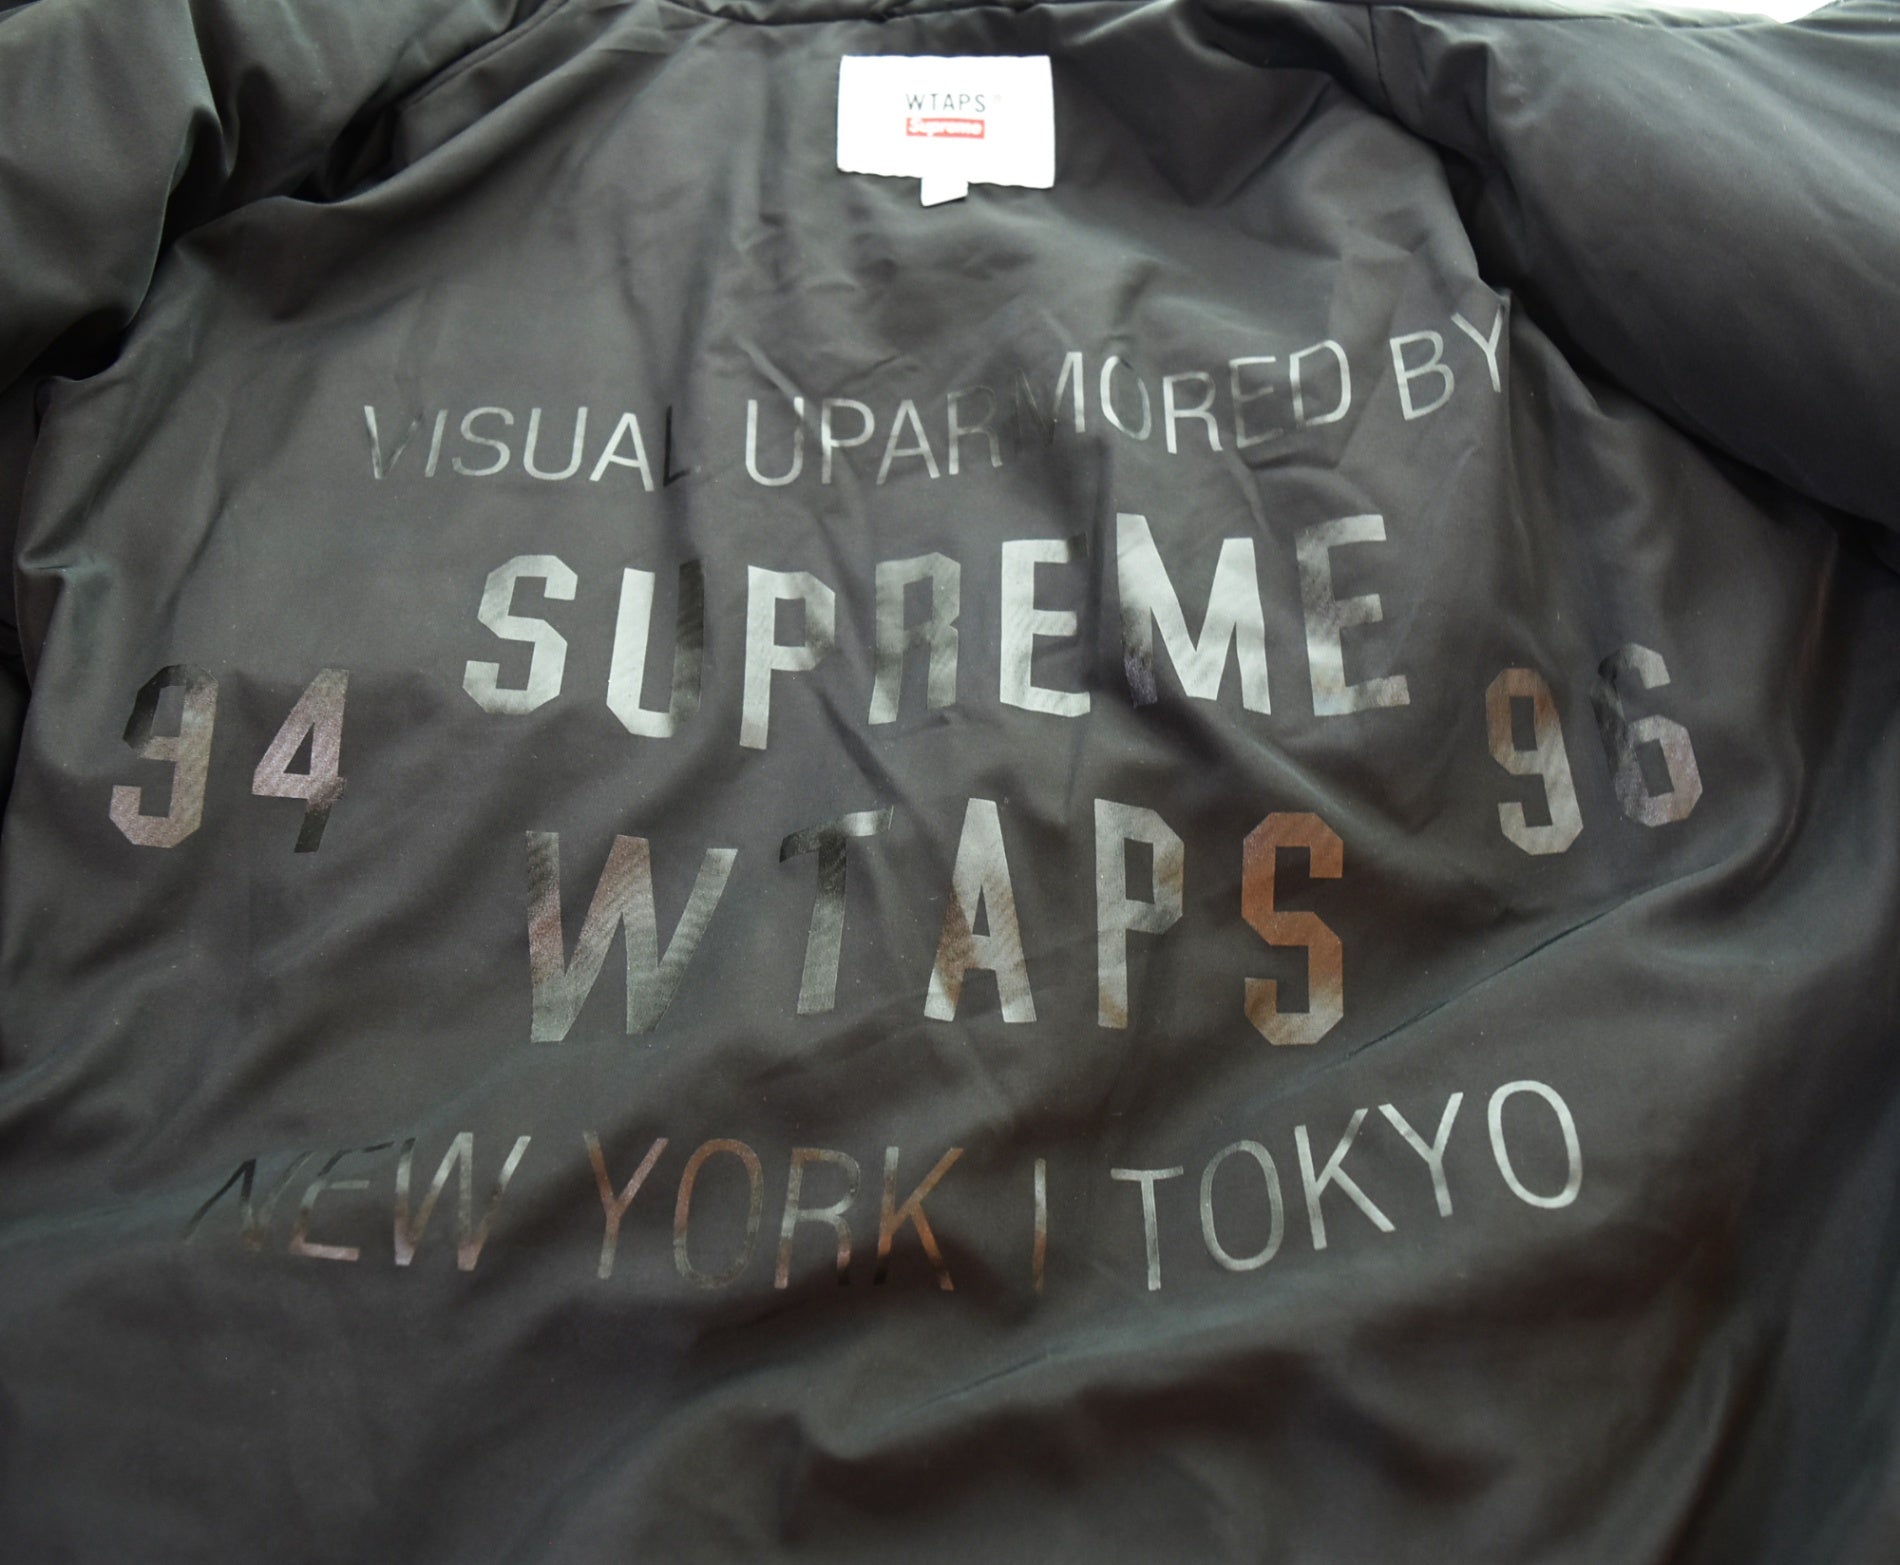 WTAPS®
Supreme
VISUAL UPARMORED BY
SUPREME
94 96
WTAPS
NEW YORK | TOKYO